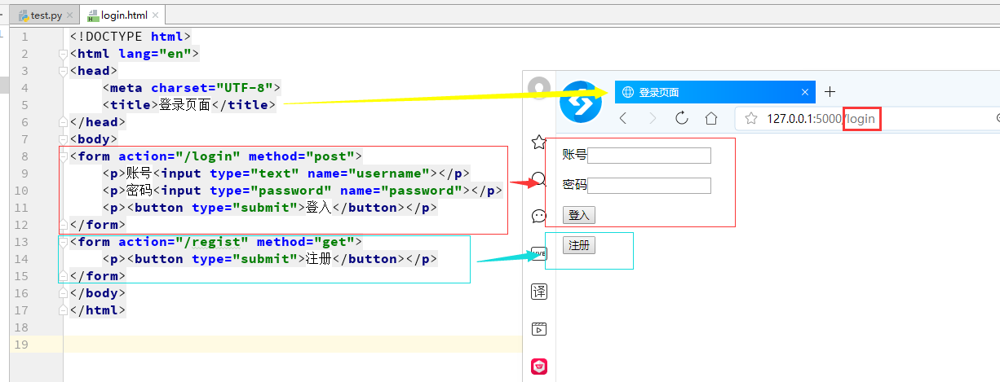 test.py
login.html
1 <!DOCTYPE html>
2 <html lang="en">
3 <head>
4 <meta charset="UTF-8">
5 <title>登录页面</title>
6 </head>
7 <body>
8 <form action="/login" method="post">
9 <p>账号<input type="text" name="username"></p>
10 <p>密码<input type="password" name="password"></p>
11 <p><button type="submit">登入</button></p>
12 </form>
13 <form action="/regist" method="get">
14 <p><button type="submit">注册</button></p>
15 </form>
16 </body>
17 </html>
18
19
登录页面
127.0.0.1:5000/login
账号
密码
登入
注册
译